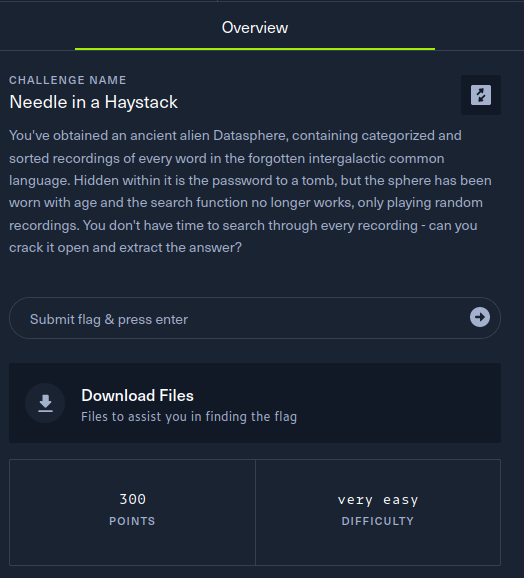 Overview
CHALLENGE NAME
Needle in a Haystack
You've obtained an ancient alien Datasphere, containing categorized and
sorted recordings of every word in the forgotten intergalactic common
language. Hidden within it is the password to a tomb, but the sphere has been
worn with age and the search function no longer works, only playing random
recordings. You don't have time to search through every recording - can you
crack it open and extract the answer?
Submit flag & press enter
Download Files
Files to assist you in finding the flag
300
POINTS
very easy
DIFFICULTY